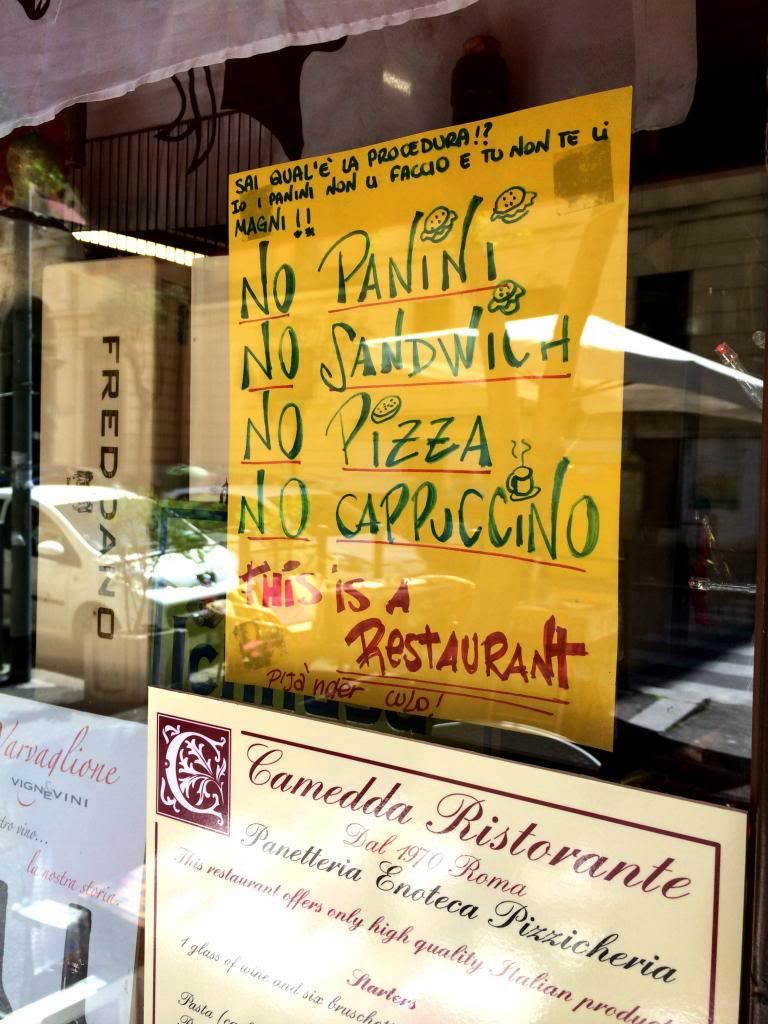 SAI QUAL'È LA PROCEDURA!?
IO I PANINI NON LI FACCIO E TU NON TE LI
MAGNI!!
NO PANINI
NO SANDWICH
NO PIZZA
NO CAPPUCCINO
THIS IS A
RESTAURANT
PIJA'NDER CULO!
FREDDANO
Varvaglione
VIGNE&VINI
vino...
la nostra storia.
C
Camedda Ristorante
Dal 1970 Roma
Panetteria Enoteca Pizzicheria
This restaurant offers only high quality Italian
Starters
1 glass of wine and six
Pasta